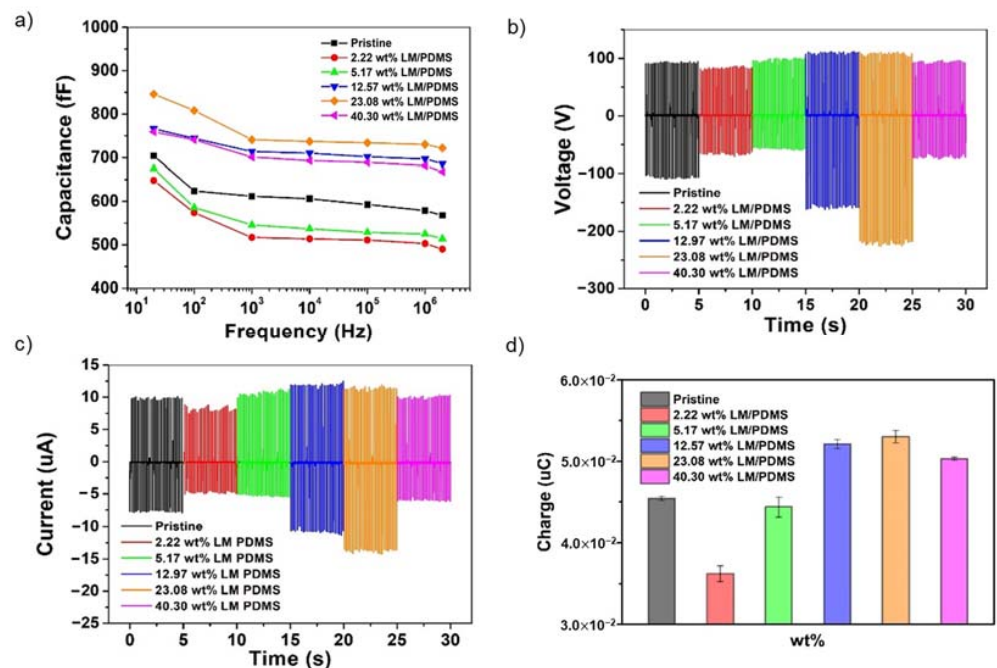 a)
1000
900
800
700
600
500
400
Capacitance (fF)
10¹ 10² 10³ 10⁴ 10⁵ 10⁶
Frequency (Hz)
Pristine
2.22 wt% LM/PDMS
5.17 wt% LM/PDMS
12.57 wt% LM/PDMS
23.08 wt% LM/PDMS
40.30 wt% LM/PDMS
b)
100
0
−100
−200
−300
Voltage (V)
Pristine
2.22 wt% LM/PDMS
5.17 wt% LM/PDMS
12.97 wt% LM/PDMS
23.08 wt% LM/PDMS
40.30 wt% LM/PDMS
0 5 10 15 20 25 30
Time (s)
c)
15
10
5
0
−5
−10
−15
−20
−25
Current (uA)
Pristine
2.22 wt% LM PDMS
5.17 wt% LM PDMS
12.97 wt% LM PDMS
23.08 wt% LM PDMS
40.30 wt% LM PDMS
0 5 10 15 20 25 30
Time (s)
d)
6.0×10⁻²
5.0×10⁻²
4.0×10⁻²
3.0×10⁻²
Charge (uC)
Pristine
2.22 wt% LM/PDMS
5.17 wt% LM/PDMS
12.57 wt% LM/PDMS
23.08 wt% LM/PDMS
40.30 wt% LM/PDMS
wt%